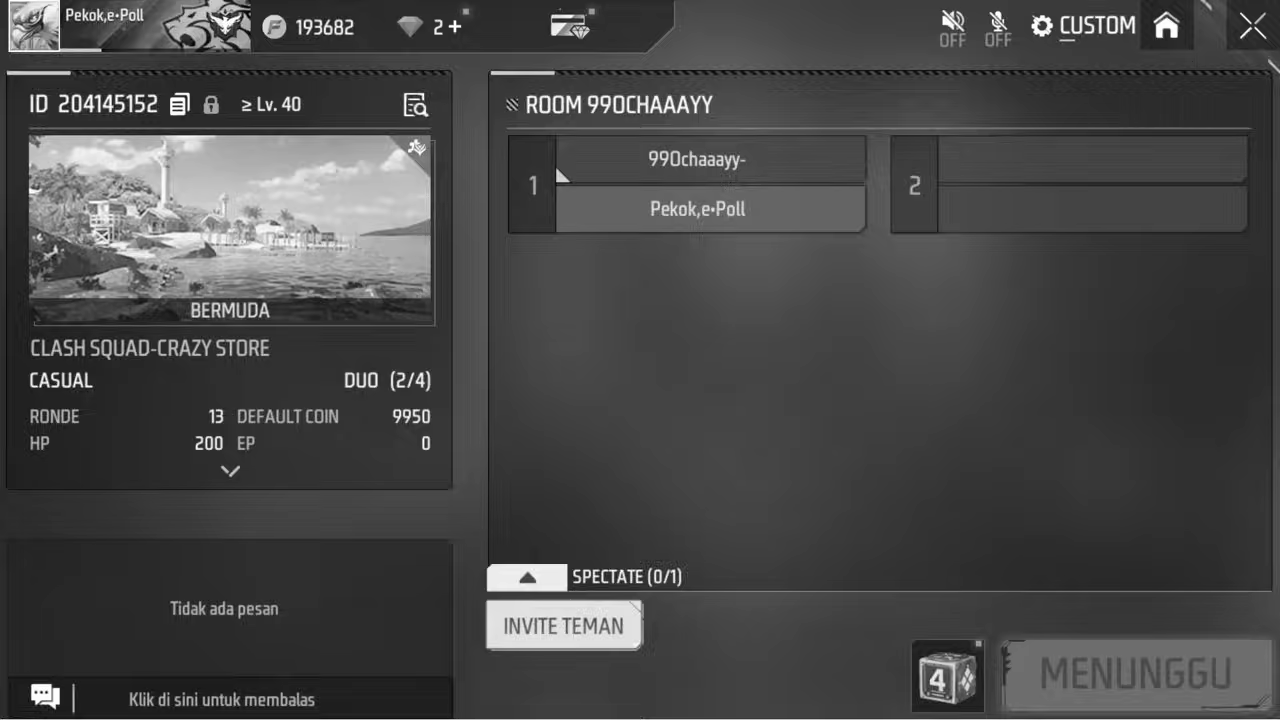 Pekok,e•Poll
193682
2 +
OFF
OFF
CUSTOM
ID 204145152
≥ Lv. 40
BERMUDA
CLASH SQUAD-CRAZY STORE
CASUAL
DUO (2/4)
RONDE 13 DEFAULT COIN 9950
HP 200 EP 0
Tidak ada pesan
Klik di sini untuk membalas
ROOM 990CHAAAYY
1
990chaaayy-
Pekok,e•Poll
2
SPECTATE (0/1)
INVITE TEMAN
4
MENUNGGU